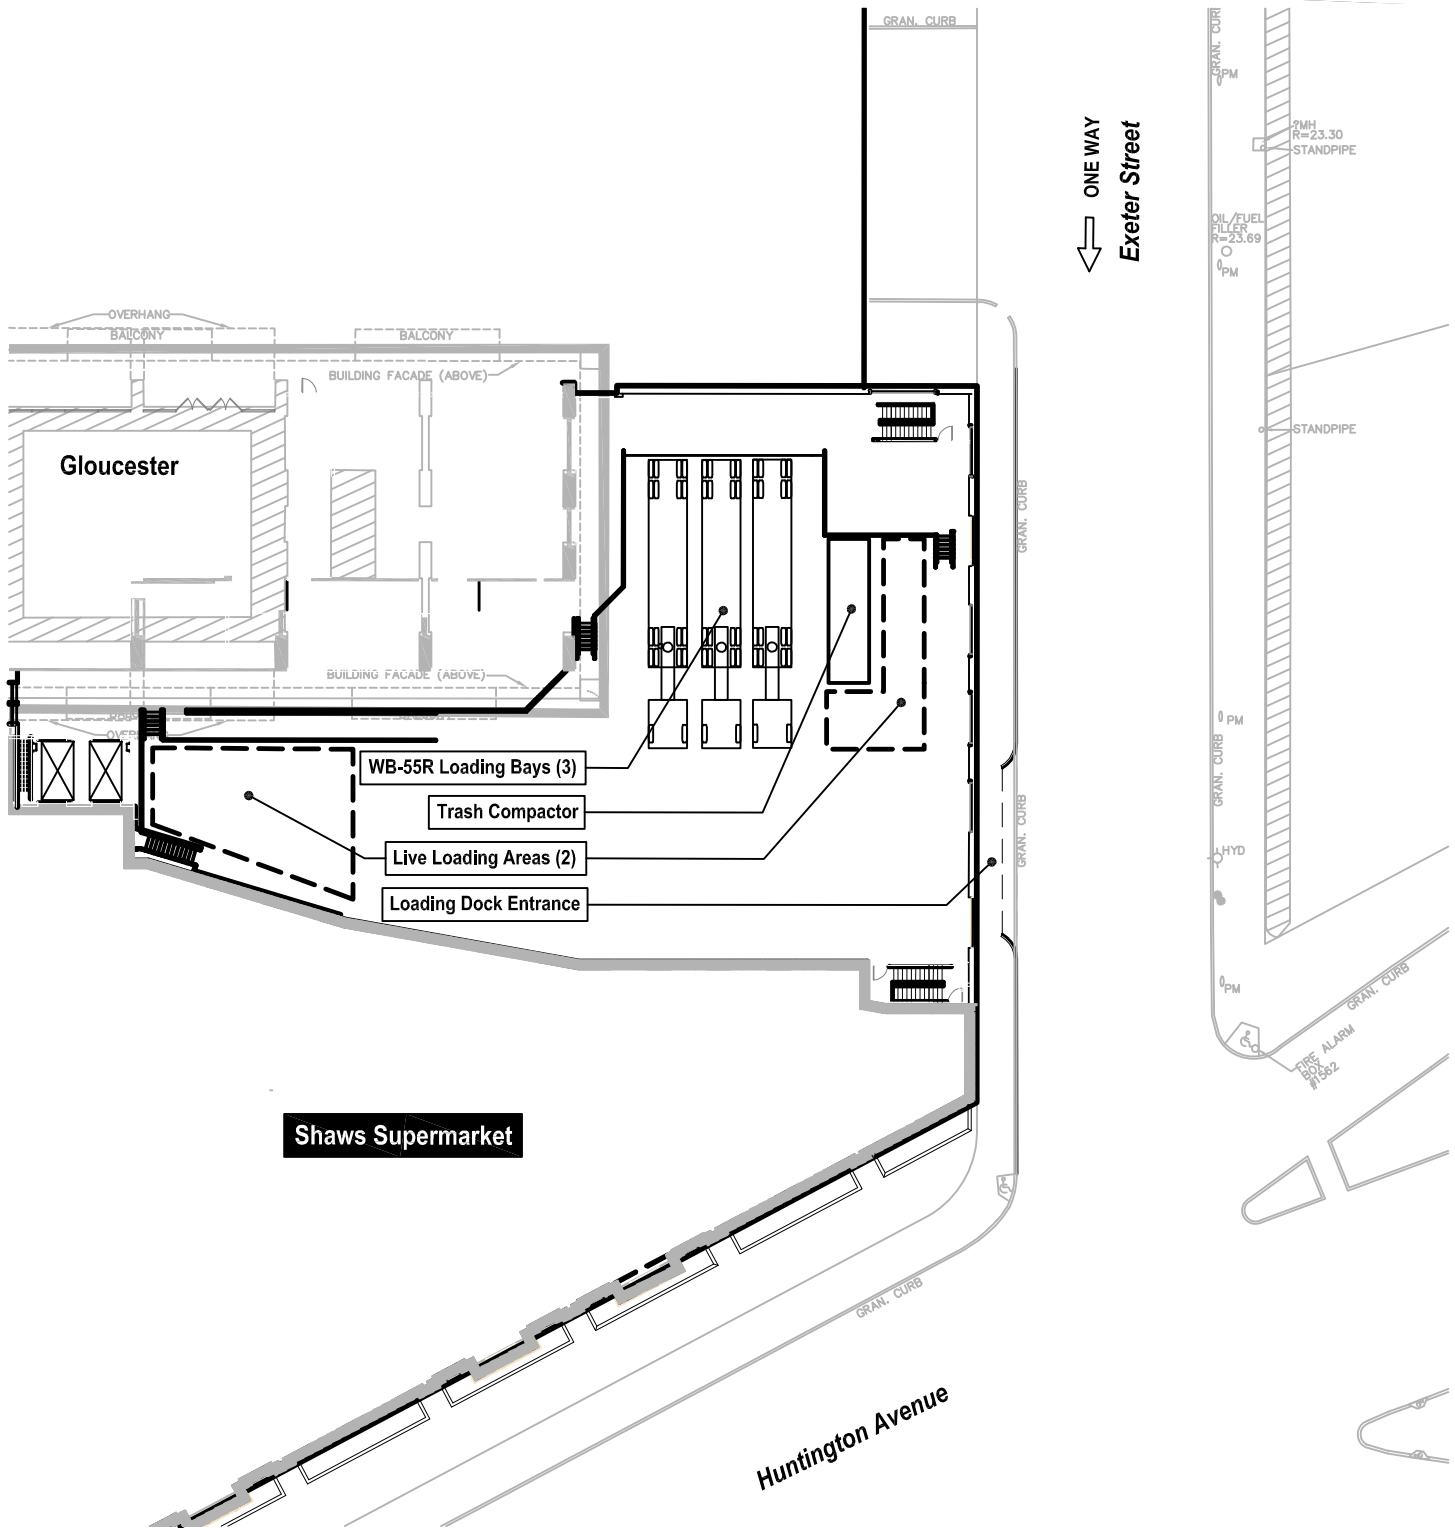 GRAN. CURB
GRAN. CURB
PM
ONE WAY
Exeter Street
?MH
R=23.30
STANDPIPE
OIL/FUEL
FILLER
R=23.69
PM
OVERHANG
BALCONY
BALCONY
BUILDING FACADE (ABOVE)
STANDPIPE
Gloucester
GRAN. CURB
BUILDING FACADE (ABOVE)
PM
GRAN. CURB
WB-55R Loading Bays (3)
Trash Compactor
GRAN. CURB
Live Loading Areas (2)
HYD
Loading Dock Entrance
PM
GRAN. CURB
FIRE ALARM
BOX
#1562
Shaws Supermarket
GRAN. CURB
Huntington Avenue